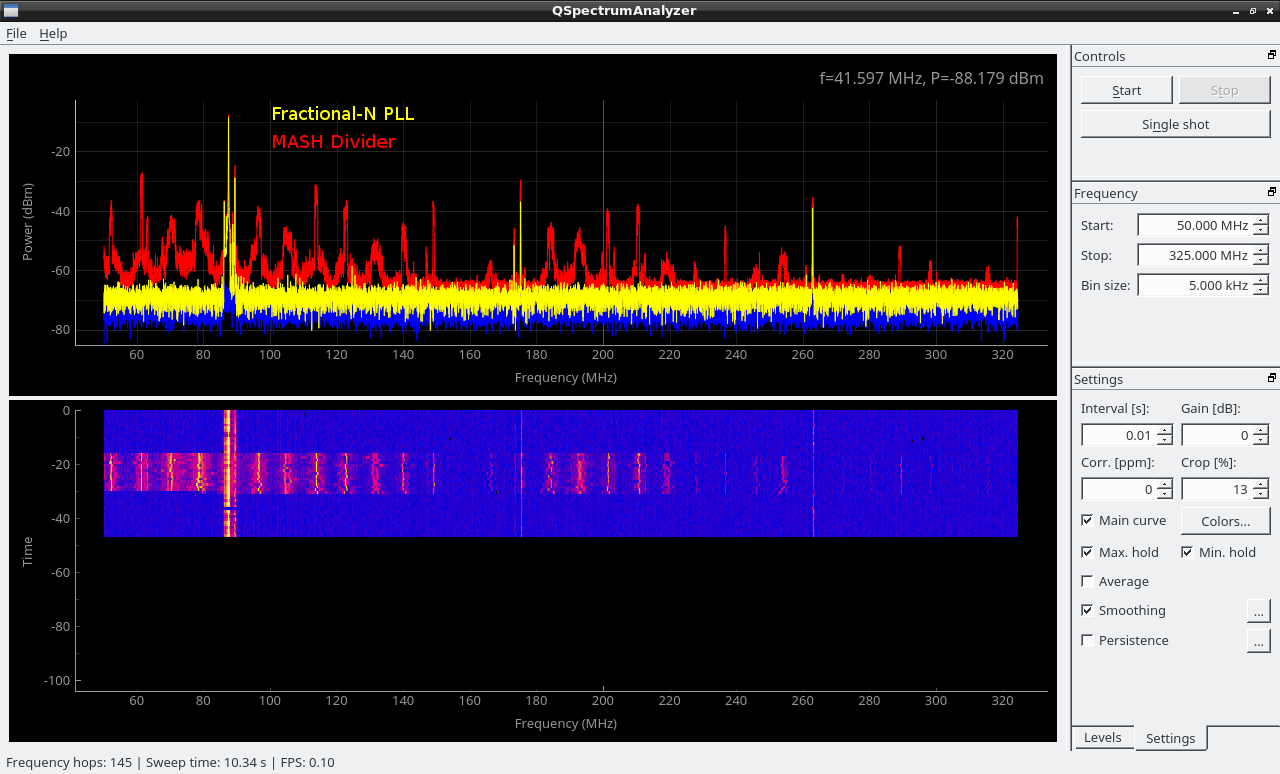 QSpectrumAnalyzer
File Help
f=41.597 MHz, P=-88.179 dBm
Fractional-N PLL
MASH Divider
Power (dBm)
-20
-40
-60
-80
60 80 100 120 140 160 180 200 220 240 260 280 300 320
Frequency (MHz)
Time
0
-20
-40
-60
-80
-100
60 80 100 120 140 160 180 200 220 240 260 280 300 320
Frequency (MHz)
Controls
Start Stop
Single shot
Frequency
Start: 50.000 MHz
Stop: 325.000 MHz
Bin size: 5.000 kHz
Settings
Interval [s]: Gain [dB]:
0.01 0
Corr. [ppm]: Crop [%]:
0 13
Main curve Colors...
Max. hold Min. hold
Average
Smoothing ...
Persistence ...
Levels Settings
Frequency hops: 145 | Sweep time: 10.34 s | FPS: 0.10